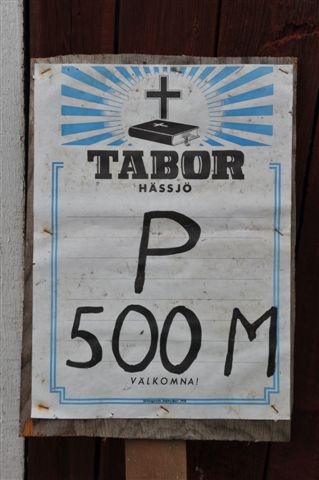 TABOR
HÄSSJÖ
P
500 M
VÄLKOMNA!